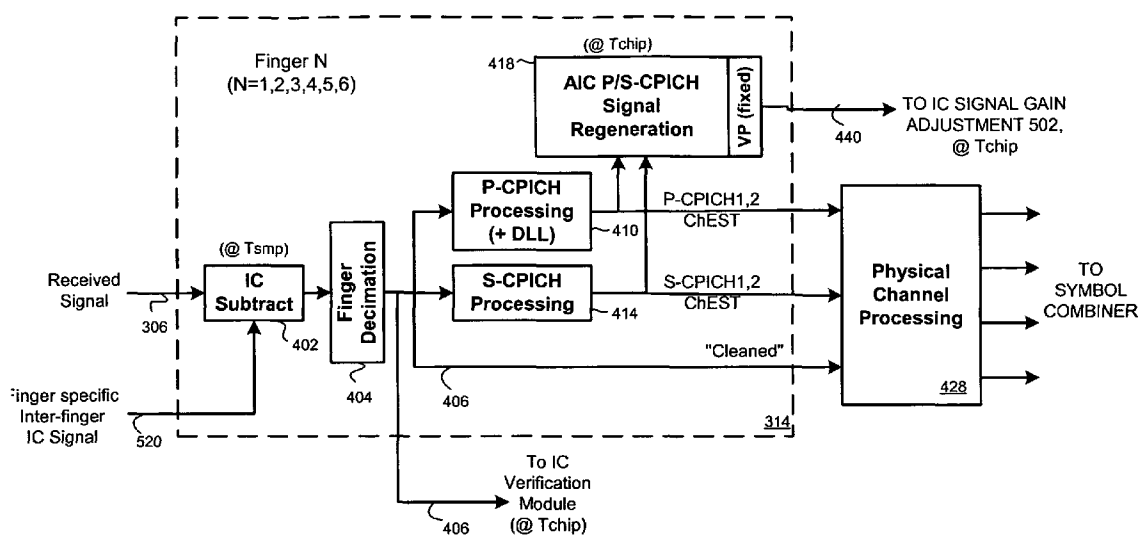 Finger N
(N=1,2,3,4,5,6)
(@ Tchip)
418
AIC P/S-CPICH
Signal
Regeneration
VP (fixed)
440
TO IC SIGNAL GAIN
ADJUSTMENT 502,
@ Tchip
P-CPICH
Processing
(+ DLL)
410
P-CPICH1,2
ChEST
(@ Tsmp)
Received
Signal
306
IC
Subtract
402
Finger
Decimation
404
S-CPICH
Processing
414
S-CPICH1,2
ChEST
"Cleaned"
406
Physical
Channel
Processing
428
TO
SYMBOL
COMBINER
Finger specific
Inter-finger
IC Signal
520
314
To IC
Verification
Module
(@ Tchip)
406